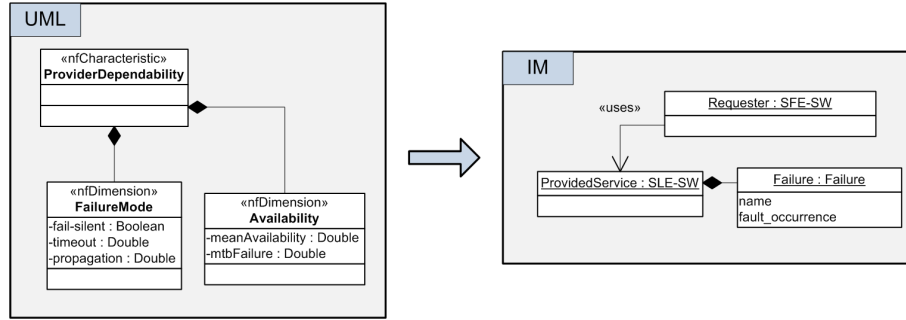 UML
«nfCharacteristic»
ProviderDependability
«nfDimension»
FailureMode
-fail-silent : Boolean
-timeout : Double
-propagation : Double
«nfDimension»
Availability
-meanAvailability : Double
-mtbFailure : Double
IM
«uses»
Requester : SFE-SW
ProvidedService : SLE-SW
Failure : Failure
name
fault_occurrence